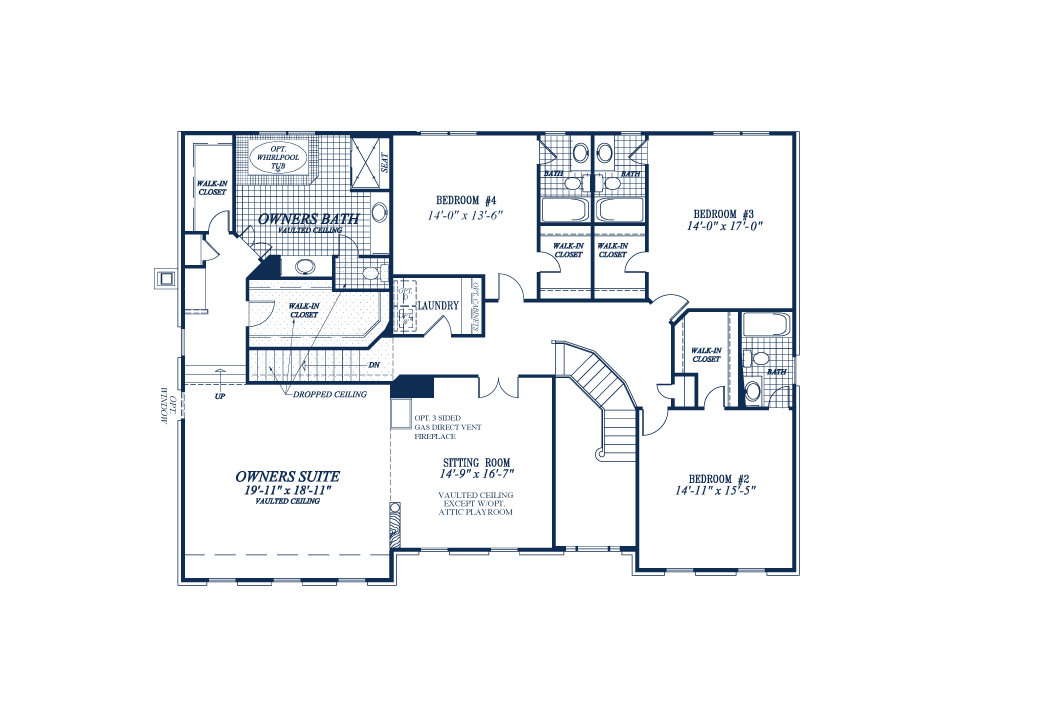 OPT.
WHIRLPOOL
TUB
SEAT
WALK-IN
CLOSET
OWNERS BATH
VAULTED CEILING
BEDROOM #4
14'-0" x 13'-6"
BATH
BATH
BEDROOM #3
14'-0" x 17'-0"
WALK-IN
CLOSET
WALK-IN
CLOSET
WALK-IN
CLOSET
OPT.
LAUNDRY
OPT. CABINETS
DN
UP
DROPPED CEILING
WALK-IN
CLOSET
BATH
OPT.
WINDOW
OPT. 3 SIDED
GAS DIRECT VENT
FIREPLACE
OWNERS SUITE
19'-11" x 18'-11"
VAULTED CEILING
SITTING ROOM
14'-9" x 16'-7"
VAULTED CEILING
EXCEPT W/OPT.
ATTIC PLAYROOM
BEDROOM #2
14'-11" x 15'-5"